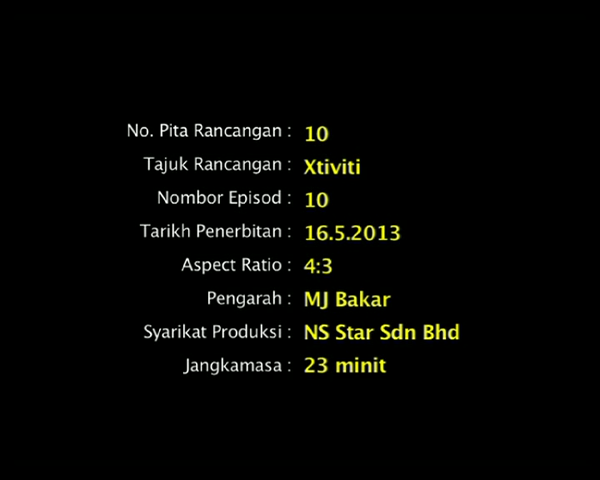 No. Pita Rancangan : 10
Tajuk Rancangan : Xtiviti
Nombor Episod : 10
Tarikh Penerbitan : 16.5.2013
Aspect Ratio : 4:3
Pengarah : MJ Bakar
Syarikat Produksi : NS Star Sdn Bhd
Jangkamasa : 23 minit